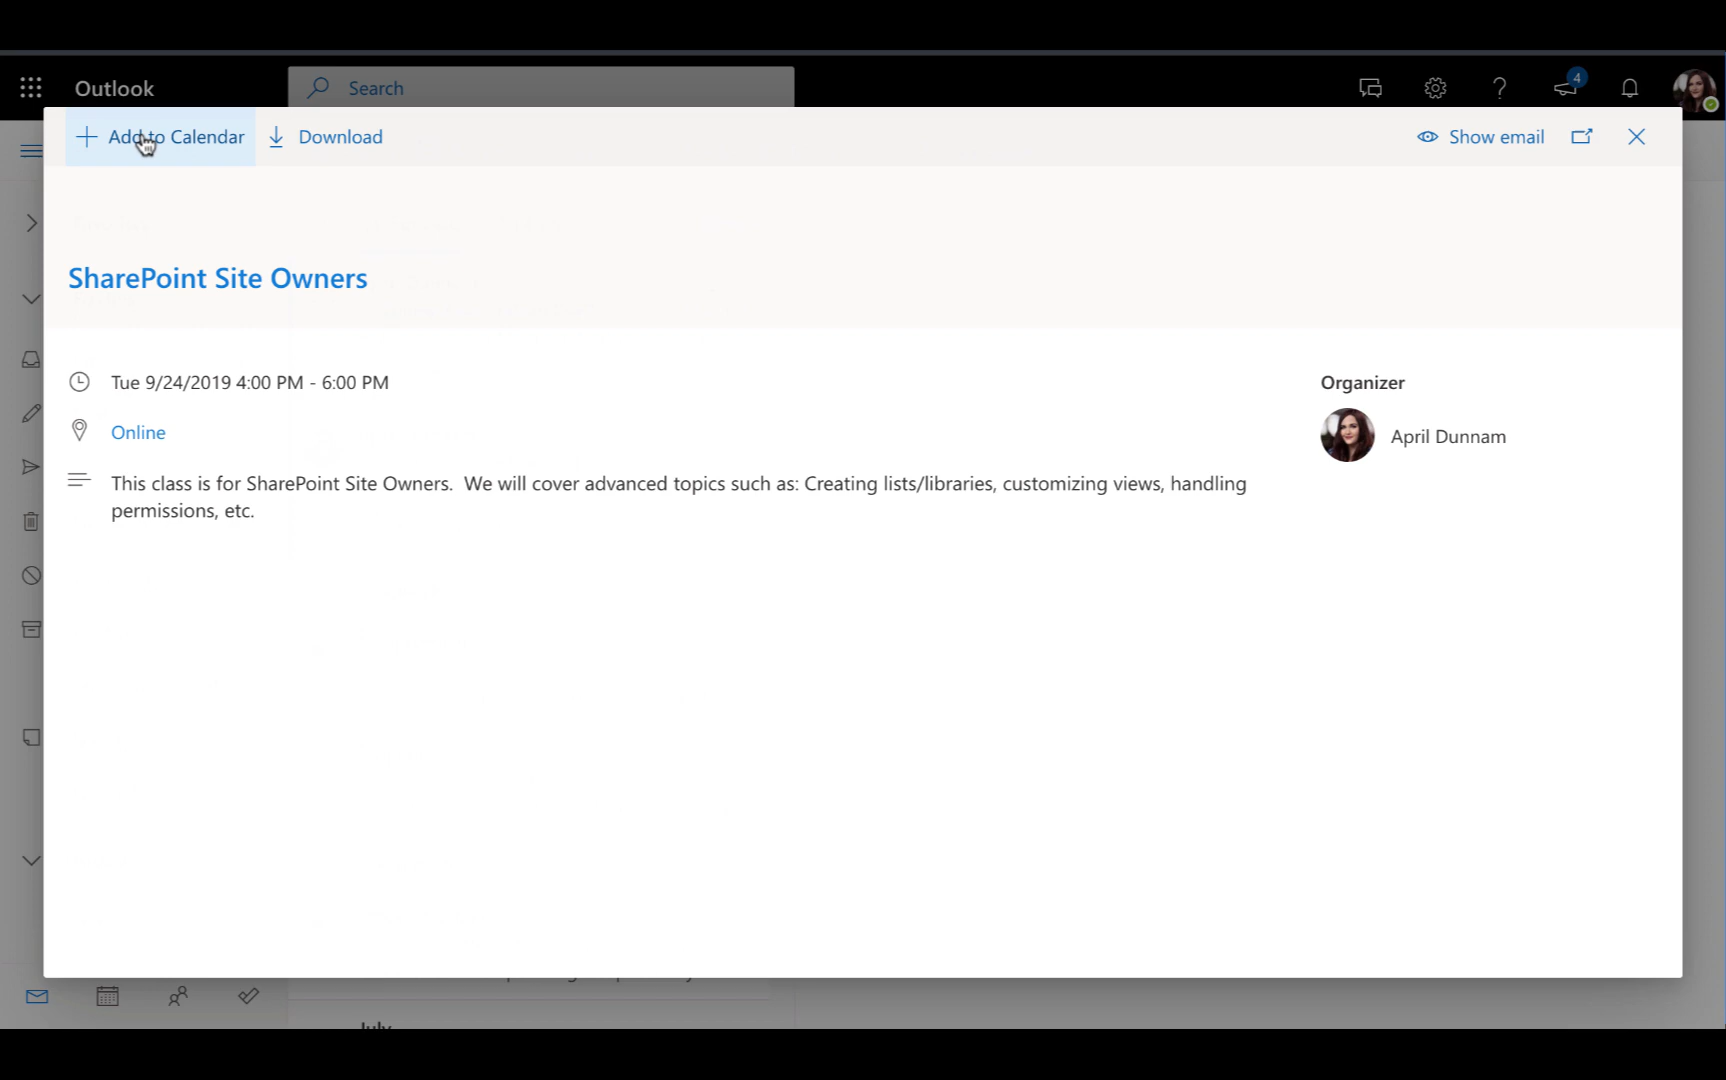 Outlook
Search
4
Add to Calendar
Download
Show email
SharePoint Site Owners
Tue 9/24/2019 4:00 PM - 6:00 PM
Organizer
Online
April Dunnam
This class is for SharePoint Site Owners.  We will cover advanced topics such as: Creating lists/libraries, customizing views, handling
permissions, etc.
July